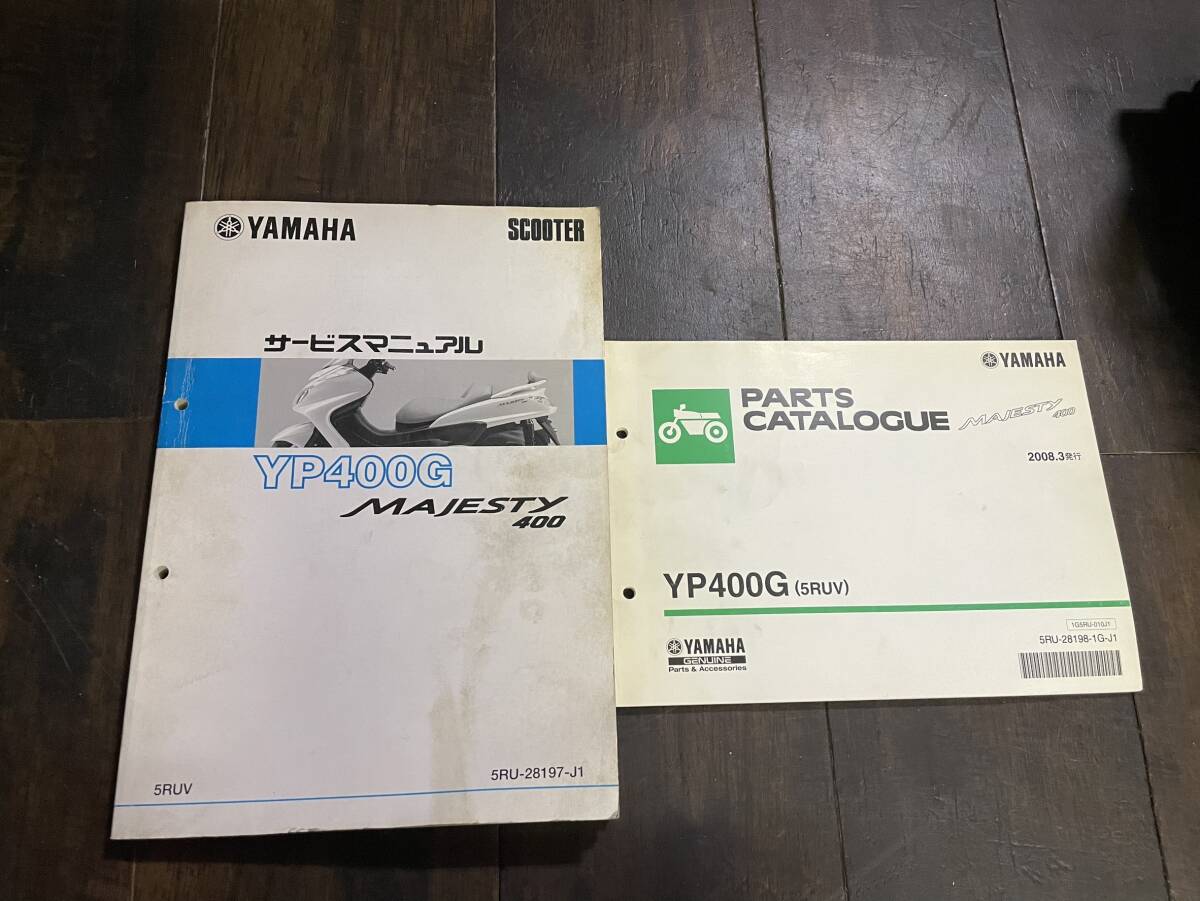 YAMAHA SCOOTER
サービスマニュアル
YP400G
MAJESTY
400
5RU-28197-J1
5RUV
YAMAHA
PARTS
CATALOGUE MAJESTY 400
2008.3発行
YP400G (5RUV)
1G5RU-010J1
5RU-28198-1G-J1
YAMAHA
GENUINE
Parts & Accessories